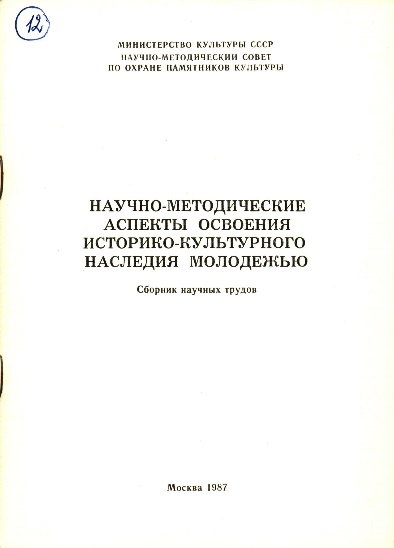 12
МИНИСТЕРСТВО КУЛЬТУРЫ СССР
НАУЧНО-МЕТОДИЧЕСКИЙ СОВЕТ
ПО ОХРАНЕ ПАМЯТНИКОВ КУЛЬТУРЫ
НАУЧНО-МЕТОДИЧЕСКИЕ
АСПЕКТЫ ОСВОЕНИЯ
ИСТОРИКО-КУЛЬТУРНОГО
НАСЛЕДИЯ МОЛОДЕЖЬЮ
Сборник научных трудов
Москва 1987